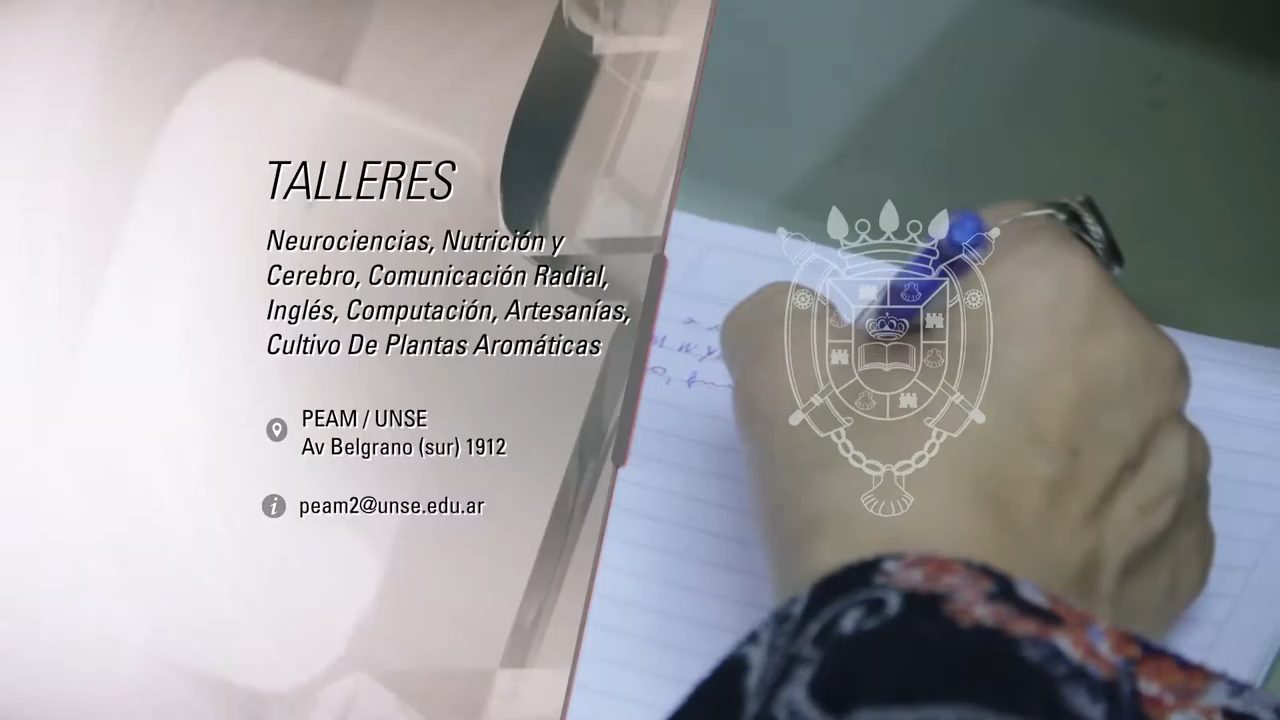 TALLERES
Neurociencias, Nutrición y
Cerebro, Comunicación Radial,
Inglés, Computación, Artesanías,
Cultivo De Plantas Aromáticas
PEAM / UNSE
Av Belgrano (sur) 1912
peam2@unse.edu.ar